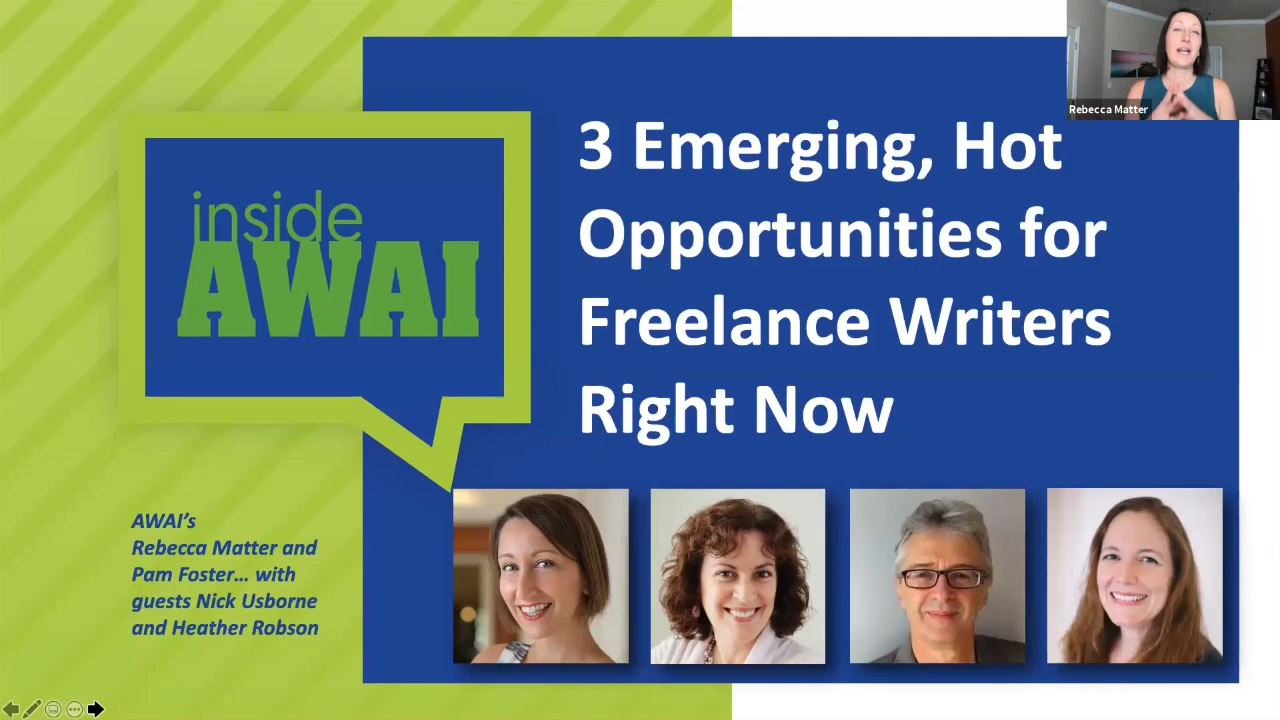 Rebecca Matter
3 Emerging, Hot
Opportunities for
Freelance Writers
Right Now
inside
AWAI
AWAI's
Rebecca Matter and
Pam Foster... with
guests Nick Usborne
and Heather Robson